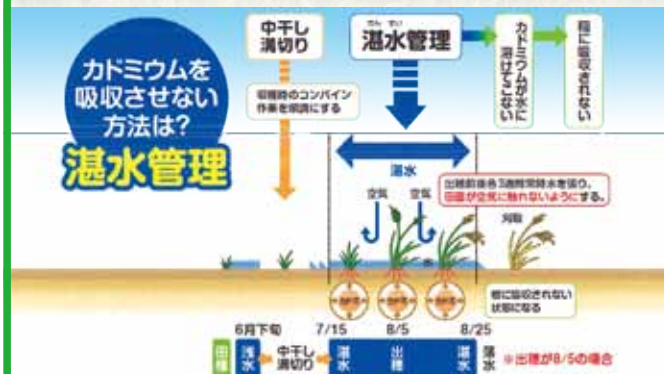 カドミウムを
吸収させない
方法は?
湛水管理
中干し
溝切り
収穫時のコンバイン
作業を順調にする
たん すい
湛水管理
カドミウムが水に
溶けてこない
稲に吸収されない
湛水
出穂前後各3週間常時水を張り、
田面が空気に触れないようにする。
空気
空気
刈取
根に吸収されない
状態になる
6月下旬
7/15
8/5
8/25
田植
浅水
中干し
溝切り
湛水
出穂
湛水
落水
※出穂が8/5の場合